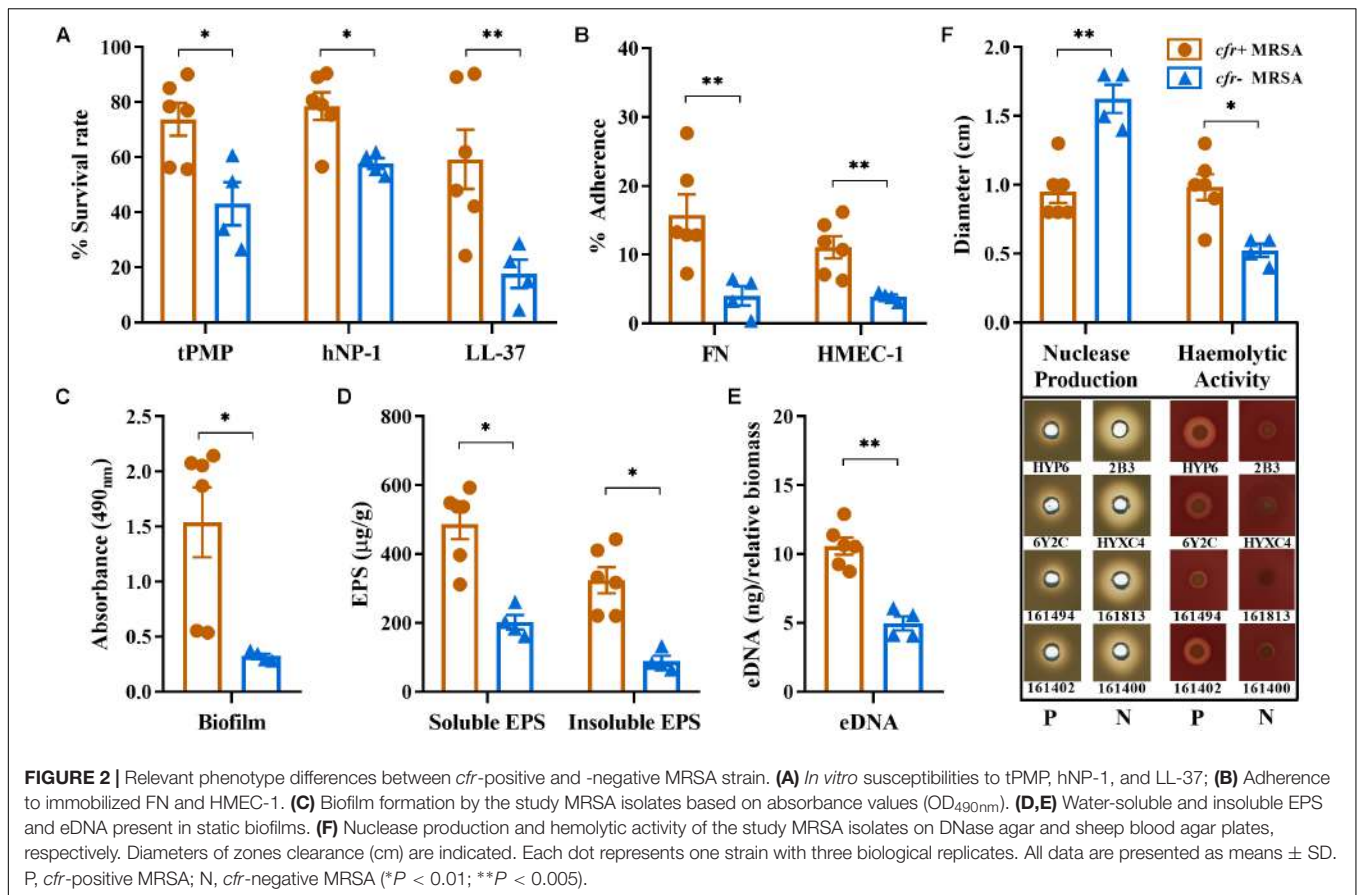 A
% Survival rate
100
80
60
40
20
0
*
*
**
tPMP
hNP-1
LL-37
B
% Adherence
40
30
20
10
0
**
**
FN
HMEC-1
C
Absorbance (490nm)
2.5
2.0
1.5
1.0
0.5
0.0
*
Biofilm
D
EPS (µg/g)
800
600
400
200
0
*
*
Soluble EPS
Insoluble EPS
E
eDNA (ng)/relative biomass
20
15
10
5
0
**
eDNA
F
cfr+ MRSA
cfr- MRSA
Diameter (cm)
2.0
1.5
1.0
0.5
0.0
**
*
Nuclease Haemolytic
Production Activity
HYP6 2B3 HYP6 2B3
6Y2C HYXC4 6Y2C HYXC4
161494 161813 161494 161813
161402 161400 161402 161400
P N P N
FIGURE 2 | Relevant phenotype differences between cfr-positive and -negative MRSA strain. (A) In vitro susceptibilities to tPMP, hNP-1, and LL-37; (B) Adherence
to immobilized FN and HMEC-1. (C) Biofilm formation by the study MRSA isolates based on absorbance values (OD490nm). (D,E) Water-soluble and insoluble EPS
and eDNA present in static biofilms. (F) Nuclease production and hemolytic activity of the study MRSA isolates on DNase agar and sheep blood agar plates,
respectively. Diameters of zones clearance (cm) are indicated. Each dot represents one strain with three biological replicates. All data are presented as means ± SD.
P, cfr-positive MRSA; N, cfr-negative MRSA (*P < 0.01; **P < 0.005).